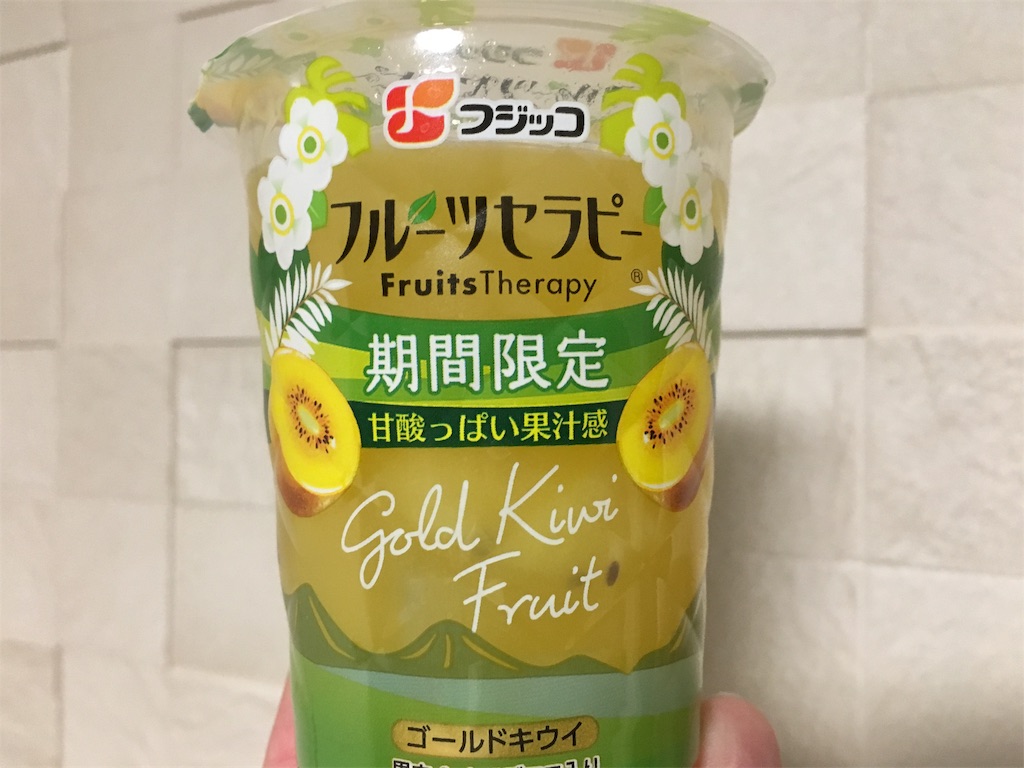 フジッコ
フルーツセラピー
FruitsTherapy ®
期間限定
甘酸っぱい果汁感
Gold Kiwi
Fruit
ゴールドキウイ